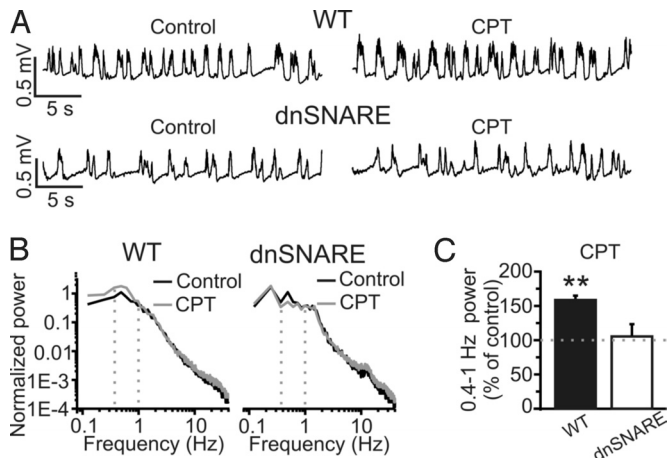 A
WT
Control
CPT
0.5 mV
5 s
dnSNARE
Control
CPT
0.5 mV
5 s
B
WT
dnSNARE
Normalized power
1
0.1
0.01
1E-3
1E-4
Control
CPT
Control
CPT
0.1 1 10
0.1 1 10
Frequency (Hz)
Frequency (Hz)
C
CPT
0.4-1 Hz power
(% of control)
200
150
100
50
0
**
WT
dnSNARE